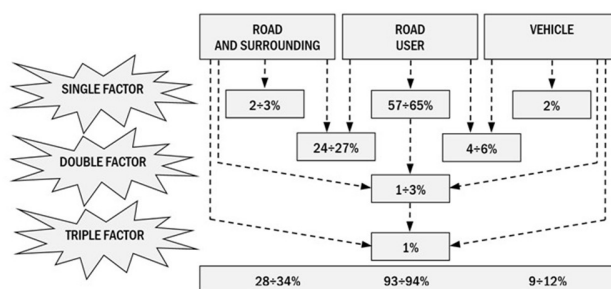 ROAD
AND SURROUNDING
ROAD
USER
VEHICLE
SINGLE FACTOR
2÷3%
57÷65%
2%
24÷27%
4÷6%
DOUBLE FACTOR
1÷3%
TRIPLE FACTOR
1%
28÷34%
93÷94%
9÷12%